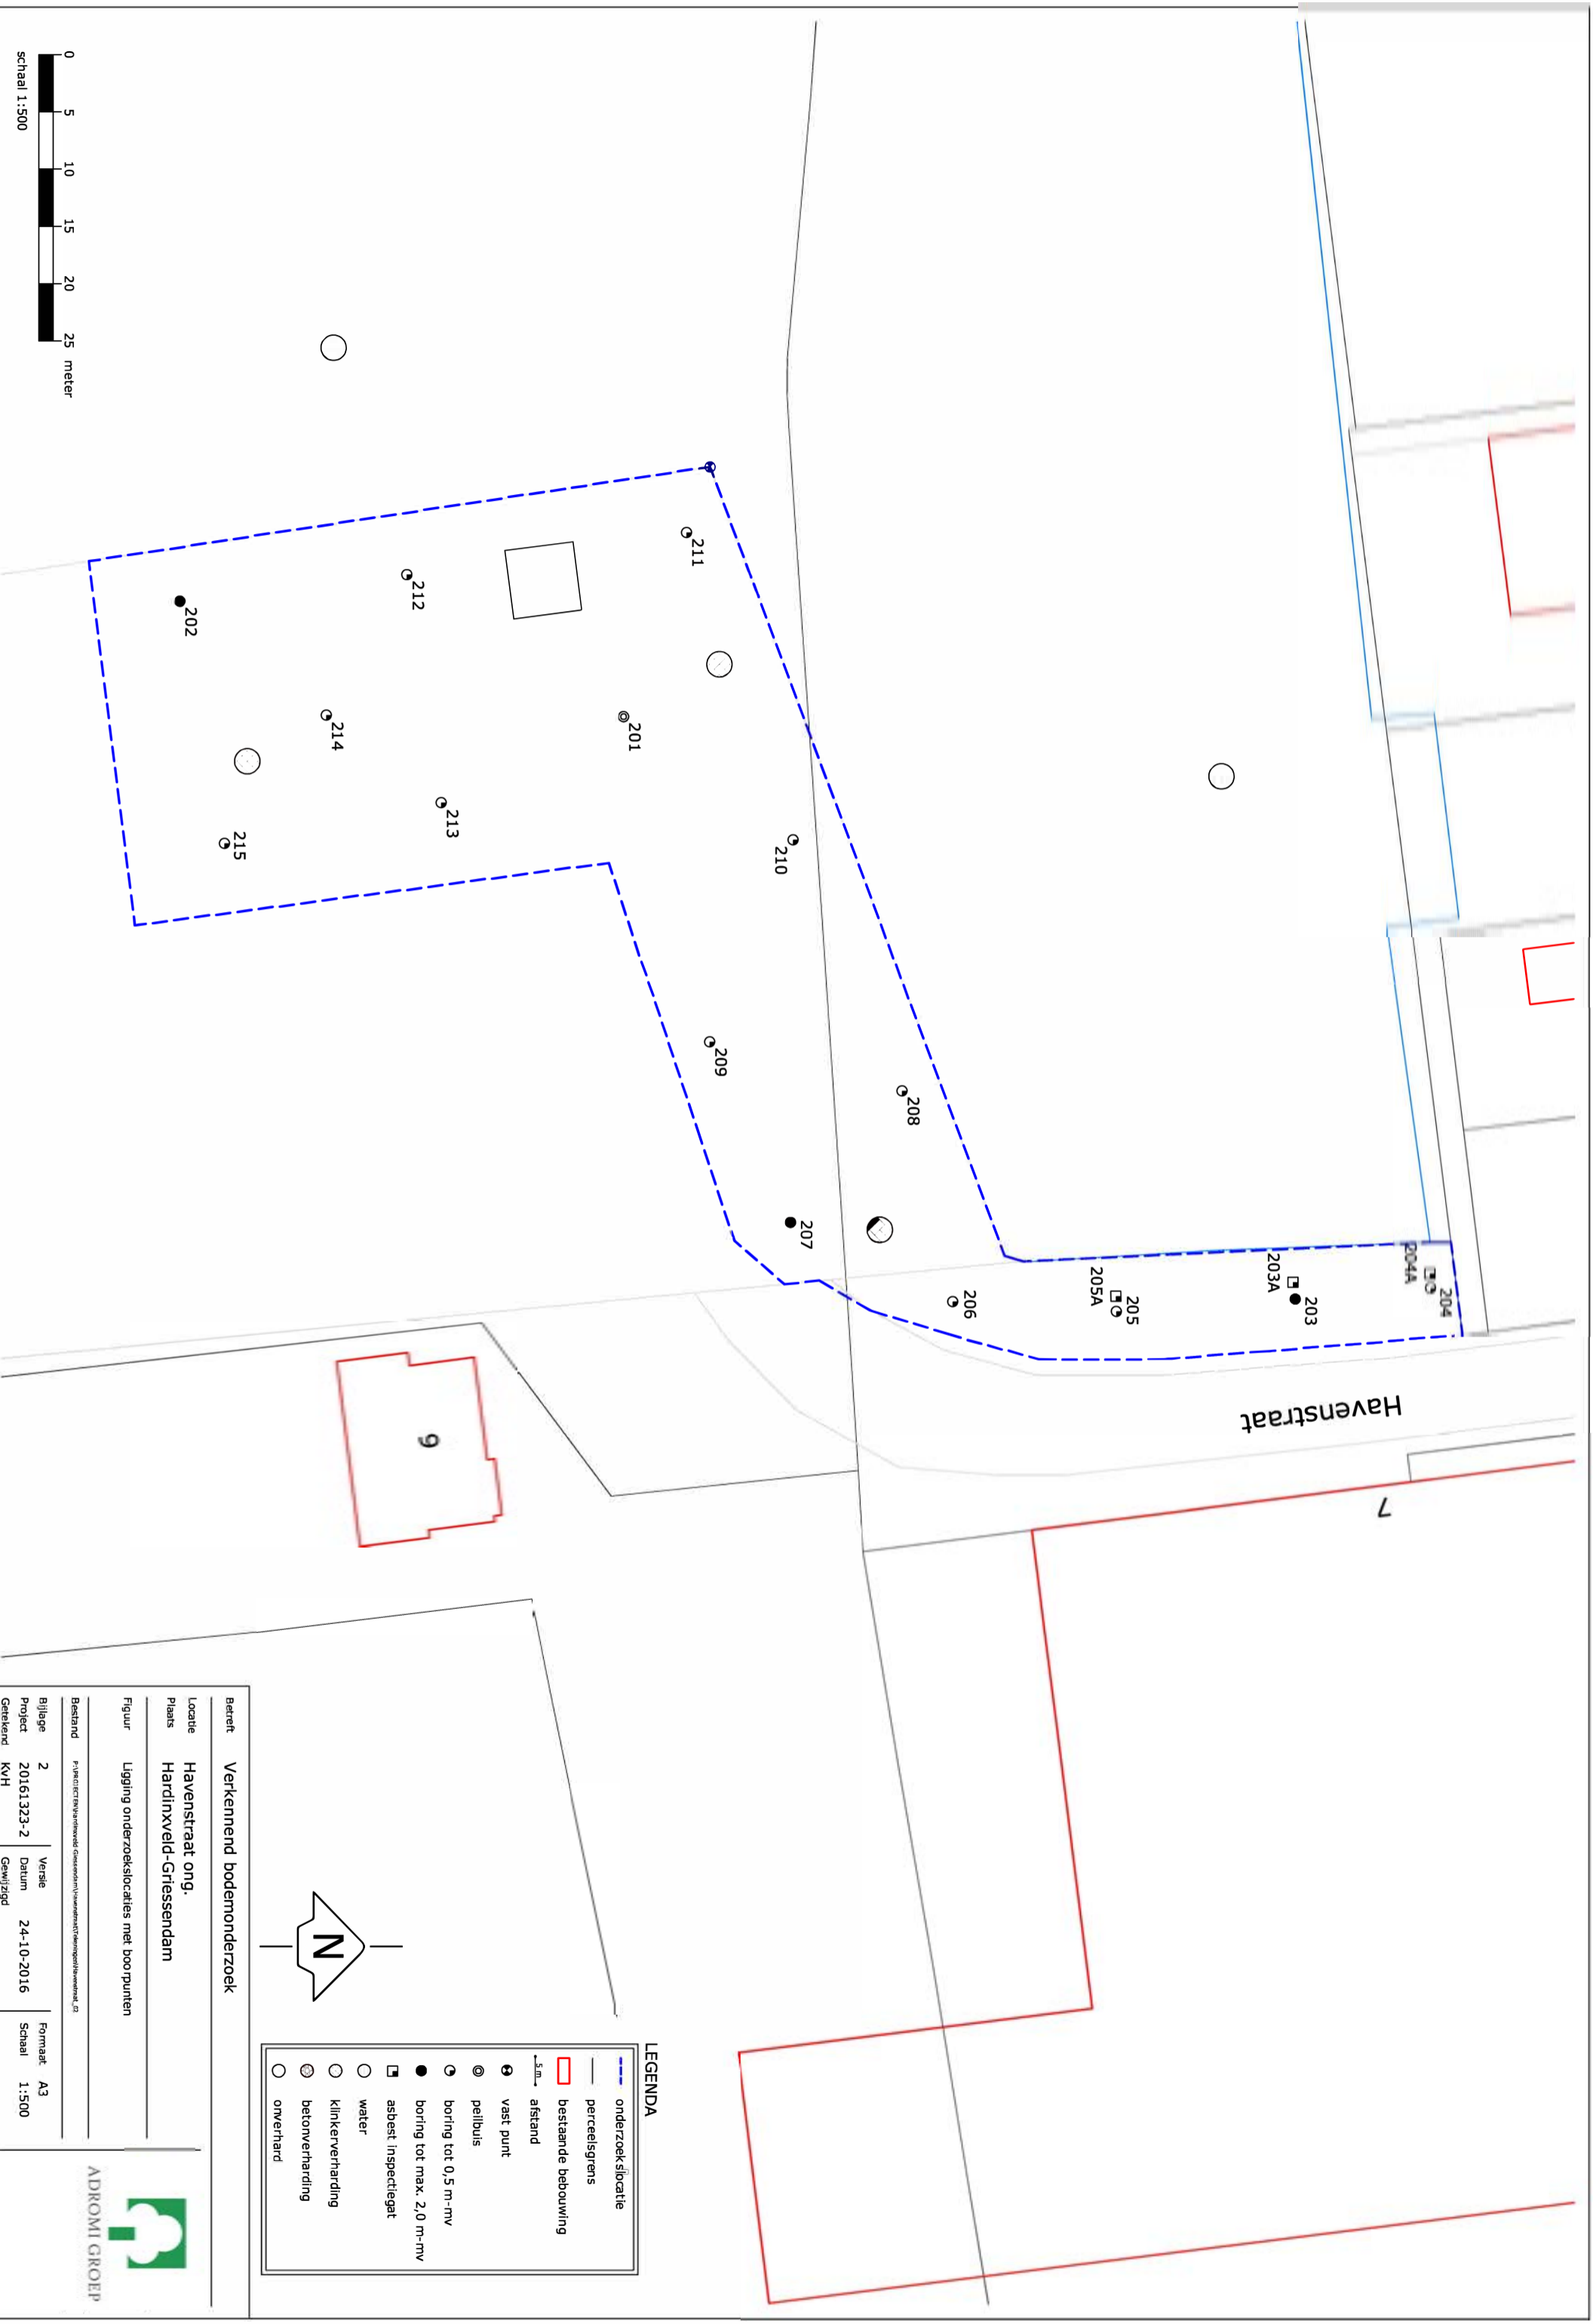 0 5 10 15 20 25 meter
schaal 1:500
204
204A
203
203A
205
205A
206
Havenstraat
7
208
207
209
210
211
201
212
213
214
215
202
9
N
LEGENDA
onderzoekslocatie
perceelsgrens
bestaande bebouwing
5 m afstand
vast punt
peilbuis
boring tot 0,5 m-mv
boring tot max. 2,0 m-mv
asbest inspectiegat
water
klinkerverharding
betonverharding
onverhard
Betreft Verkennend bodemonderzoek
Locatie Havenstraat ong.
Plaats Hardinxveld-Griessendam
Figuur Ligging onderzoekslocaties met boorpunten
Bestand
Bijlage 2 Versie Formaat A3
Project 20161323-2 Datum 24-10-2016 Schaal 1:500
Getekend KvH Gewijzigd
ADROMI GROEP